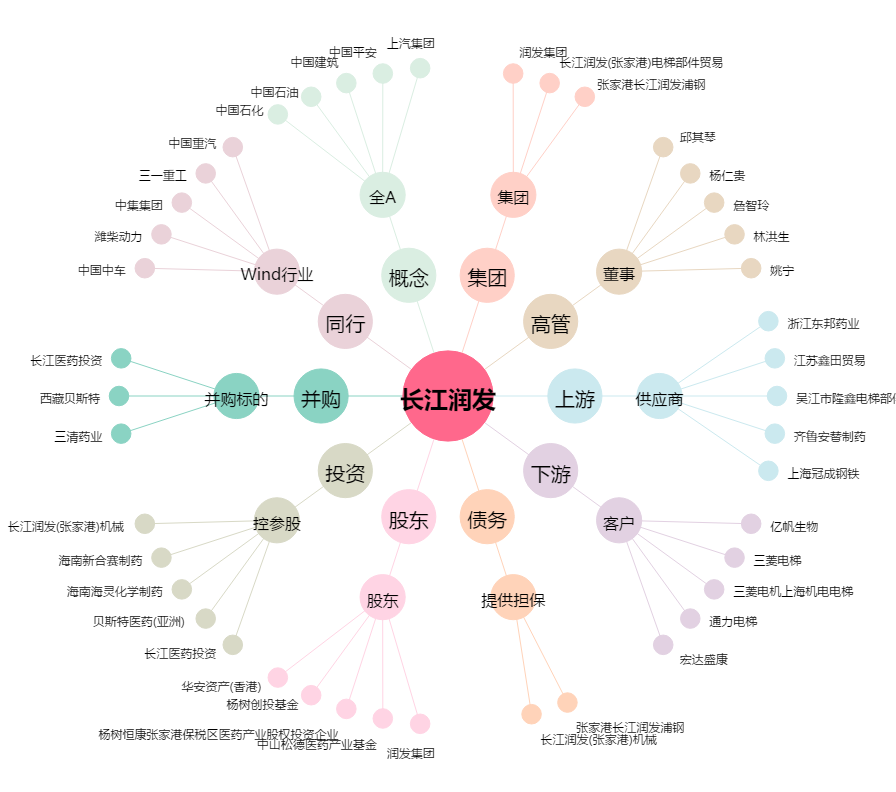 上汽集团
中国平安
中国建筑
中国石油
中国石化
全A
概念
润发集团
长江润发(张家港)电梯部件贸易
张家港长江润发浦钢
集团
集团
中国重汽
三一重工
中集集团
潍柴动力
中国中车
Wind行业
同行
邱其琴
杨仁贵
危智玲
林洪生
姚宁
董事
高管
长江医药投资
西藏贝斯特
三清药业
并购标的
并购
长江润发
上游
供应商
浙江东邦药业
江苏鑫田贸易
吴江市隆鑫电梯部件
齐鲁安替制药
上海冠成钢铁
投资
控参股
长江润发(张家港)机械
海南新合赛制药
海南海灵化学制药
贝斯特医药(亚洲)
长江医药投资
下游
客户
亿帆生物
三菱电梯
三菱电机上海机电电梯
通力电梯
宏达盛康
股东
股东
华安资产(香港)
杨树创投基金
杨树恒康张家港保税区医药产业股权投资企业
中山松德医药产业基金
润发集团
债务
提供担保
张家港长江润发浦钢
长江润发(张家港)机械